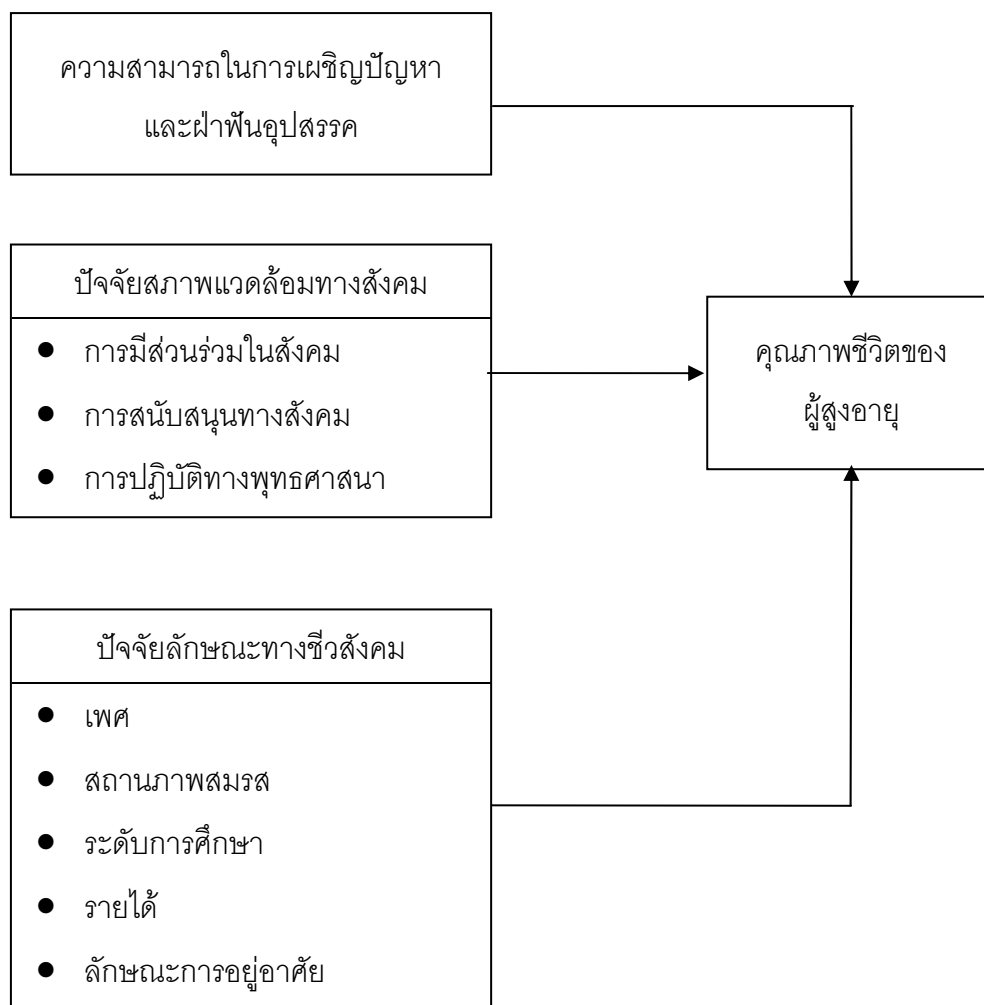 ความสามารถในการเผชิญปัญหา
และฝ่าฟันอุปสรรค
ปัจจัยสภาพแวดล้อมทางสังคม
● การมีส่วนร่วมในสังคม
● การสนับสนุนทางสังคม
● การปฏิบัติทางพุทธศาสนา
คุณภาพชีวิตของ
ผู้สูงอายุ
ปัจจัยลักษณะทางชีวสังคม
● เพศ
● สถานภาพสมรส
● ระดับการศึกษา
● รายได้
● ลักษณะการอยู่อาศัย